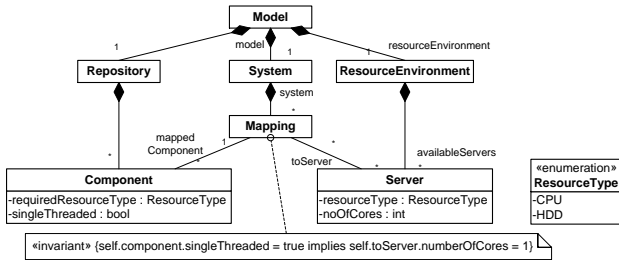 Model
1
model
1
1
resourceEnvironment
Repository
System
ResourceEnvironment
system
*
Mapping
mapped
Component
1
*
*
toServer
*
*
*
availableServers
Component
-requiredResourceType : ResourceType
-singleThreaded : bool
Server
-resourceType : ResourceType
-noOfCores : int
«enumeration»
ResourceType
-CPU
-HDD
«invariant» {self.component.singleThreaded = true implies self.toServer.numberOfCores = 1}